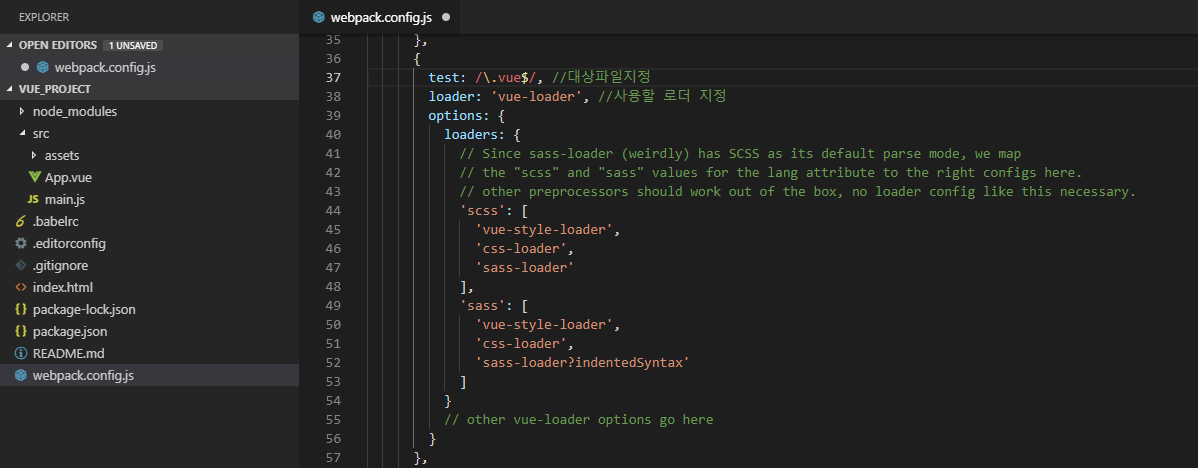 EXPLORER
OPEN EDITORS 1 UNSAVED
webpack.config.js
VUE_PROJECT
node_modules
src
assets
App.vue
JS main.js
.babelrc
.editorconfig
.gitignore
index.html
package-lock.json
package.json
README.md
webpack.config.js
webpack.config.js
35 },
36 {
37 test: /\.vue$/, //대상파일지정
38 loader: 'vue-loader', //사용할 로더 지정
39 options: {
40 loaders: {
41 // Since sass-loader (weirdly) has SCSS as its default parse mode, we map
42 // the "scss" and "sass" values for the lang attribute to the right configs here.
43 // other preprocessors should work out of the box, no loader config like this necessary.
44 'scss': [
45 'vue-style-loader',
46 'css-loader',
47 'sass-loader'
48 ],
49 'sass': [
50 'vue-style-loader',
51 'css-loader',
52 'sass-loader?indentedSyntax'
53 ]
54 }
55 // other vue-loader options go here
56 }
57 },